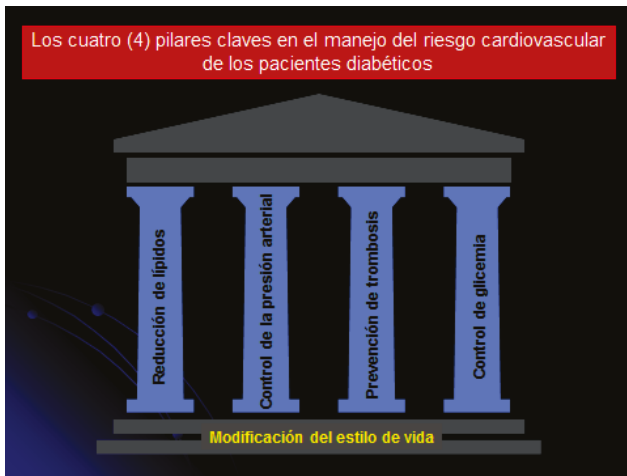 Los cuatro (4) pilares claves en el manejo del riesgo cardiovascular
de los pacientes diabéticos
Reducción de lípidos
Control de la presión arterial
Prevención de trombosis
Control de glicemia
Modificación del estilo de vida